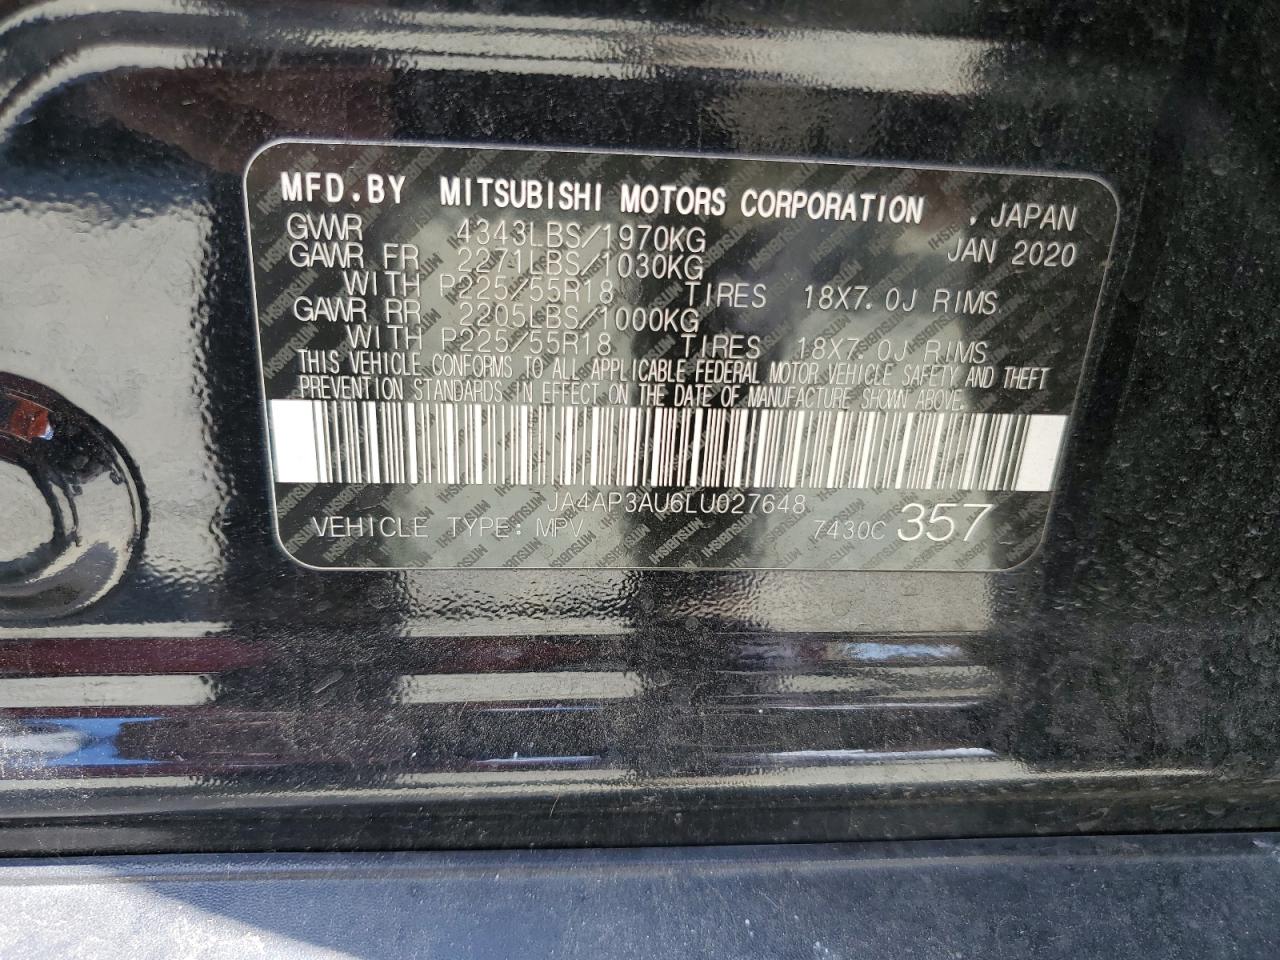 MFD.BY MITSUBISHI MOTORS CORPORATION , JAPAN
GVWR 4343LBS/1970KG JAN 2020
GAWR FR 2271LBS/1030KG
WITH P225/55R18 TIRES 18X7.0J RIMS
GAWR RR 2205LBS/1000KG
WITH P225/55R18 TIRES 18X7.0J RIMS
THIS VEHICLE CONFORMS TO ALL APPLICABLE FEDERAL MOTOR VEHICLE SAFETY AND THEFT
PREVENTION STANDARDS IN EFFECT ON THE DATE OF MANUFACTURE SHOWN ABOVE.
JA4AP3AU6LU027648
VEHICLE TYPE: MPV 7430C 357